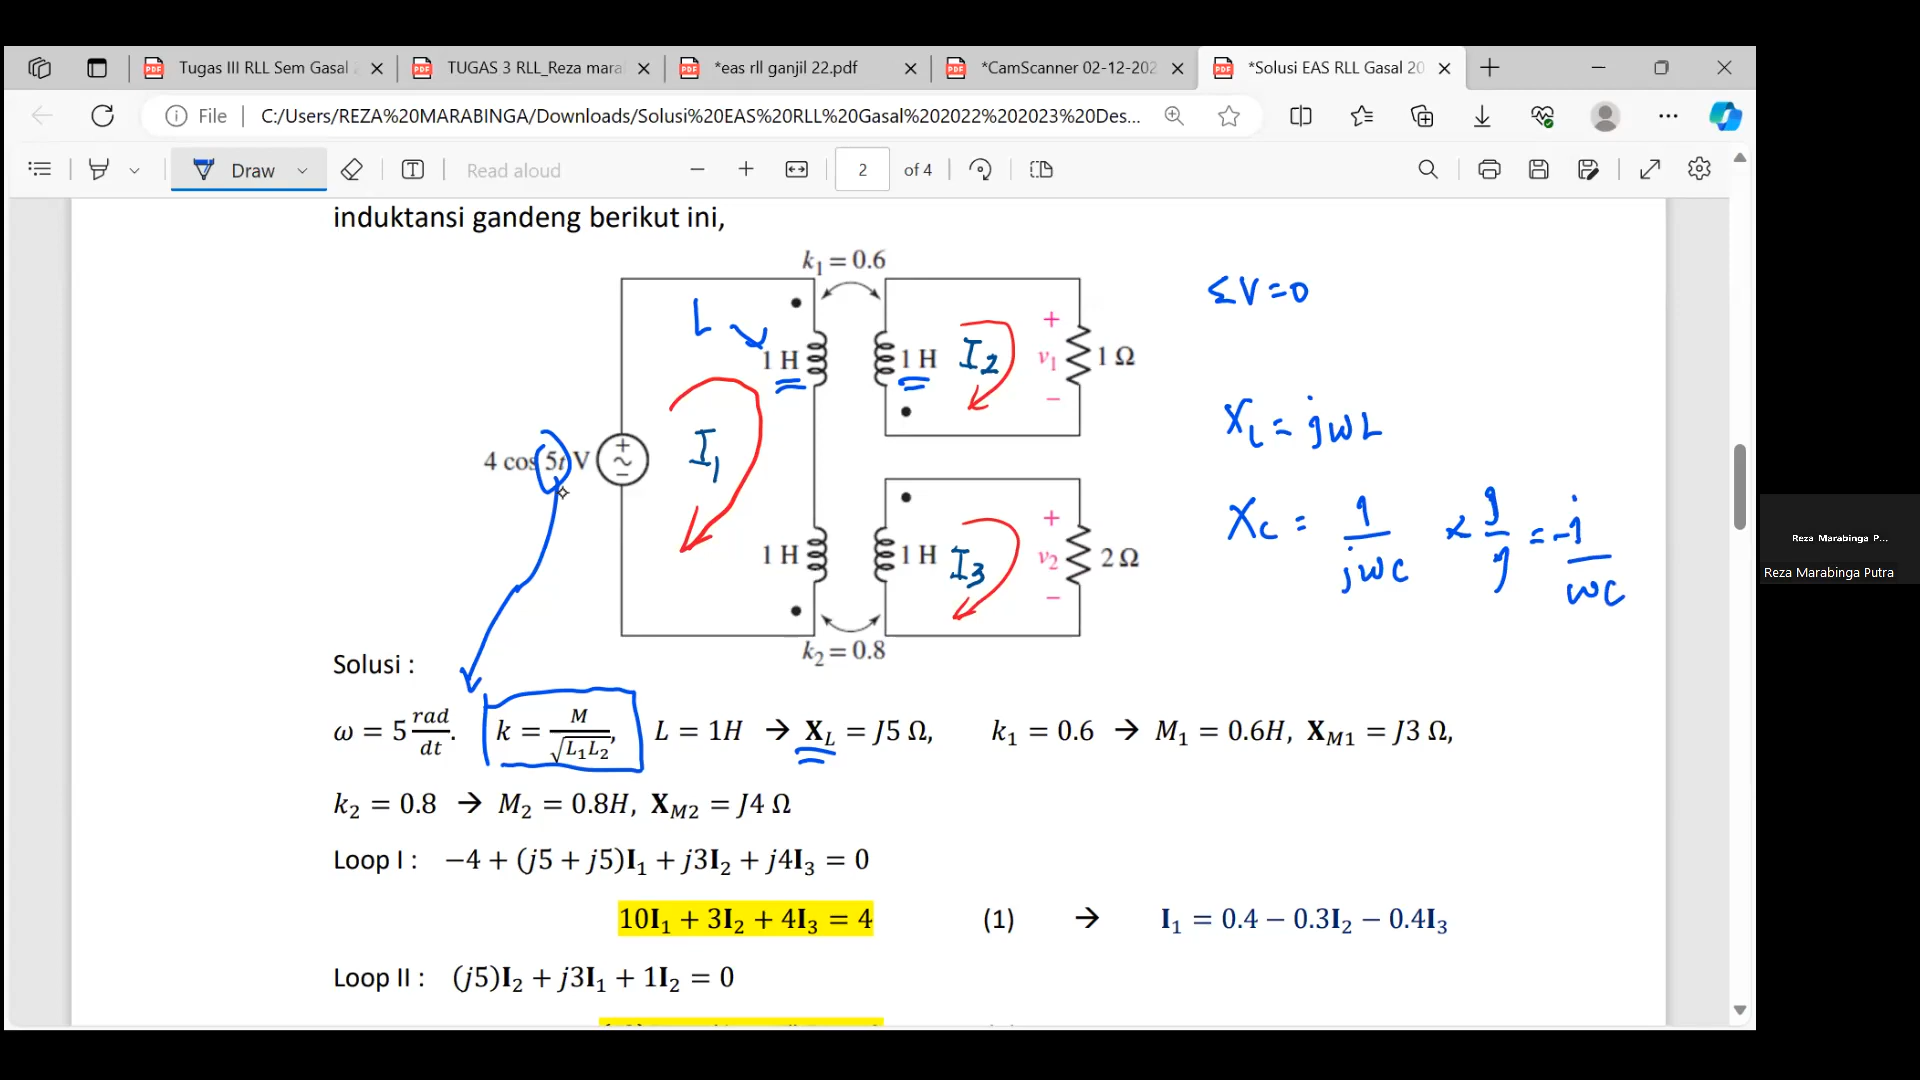 Tugas III RLL Sem Gasal
TUGAS 3 RLL_Reza mara
*eas rll ganjil 22.pdf
*CamScanner 02-12-202
*Solusi EAS RLL Gasal 20
File
C:/Users/REZA%20MARABINGA/Downloads/Solusi%20EAS%20RLL%20Gasal%202022%202023%20Des...
Draw
Read aloud
2 of 4
induktansi gandeng berikut ini,
k₁ = 0.6
ΣV=0
L
1 H
1 H
I₂
+
v₁
−
1 Ω
X_L = jωL
4 cos 5t V
+
−
I₁
X_C = 1/jωC × j/j = -j/ωC
1 H
1 H
I₃
+
v₂
−
2 Ω
k₂ = 0.8
Reza Marabinga P...
Reza Marabinga Putra
Solusi :
ω = 5 rad/dt. k = M/√L₁L₂, L = 1H → X_L = J5 Ω, k₁ = 0.6 → M₁ = 0.6H, X_M1 = J3 Ω,
k₂ = 0.8 → M₂ = 0.8H, X_M2 = J4 Ω
Loop I : −4 + (j5 + j5)I₁ + j3I₂ + j4I₃ = 0
10I₁ + 3I₂ + 4I₃ = 4 (1) → I₁ = 0.4 − 0.3I₂ − 0.4I₃
Loop II : (j5)I₂ + j3I₁ + 1I₂ = 0